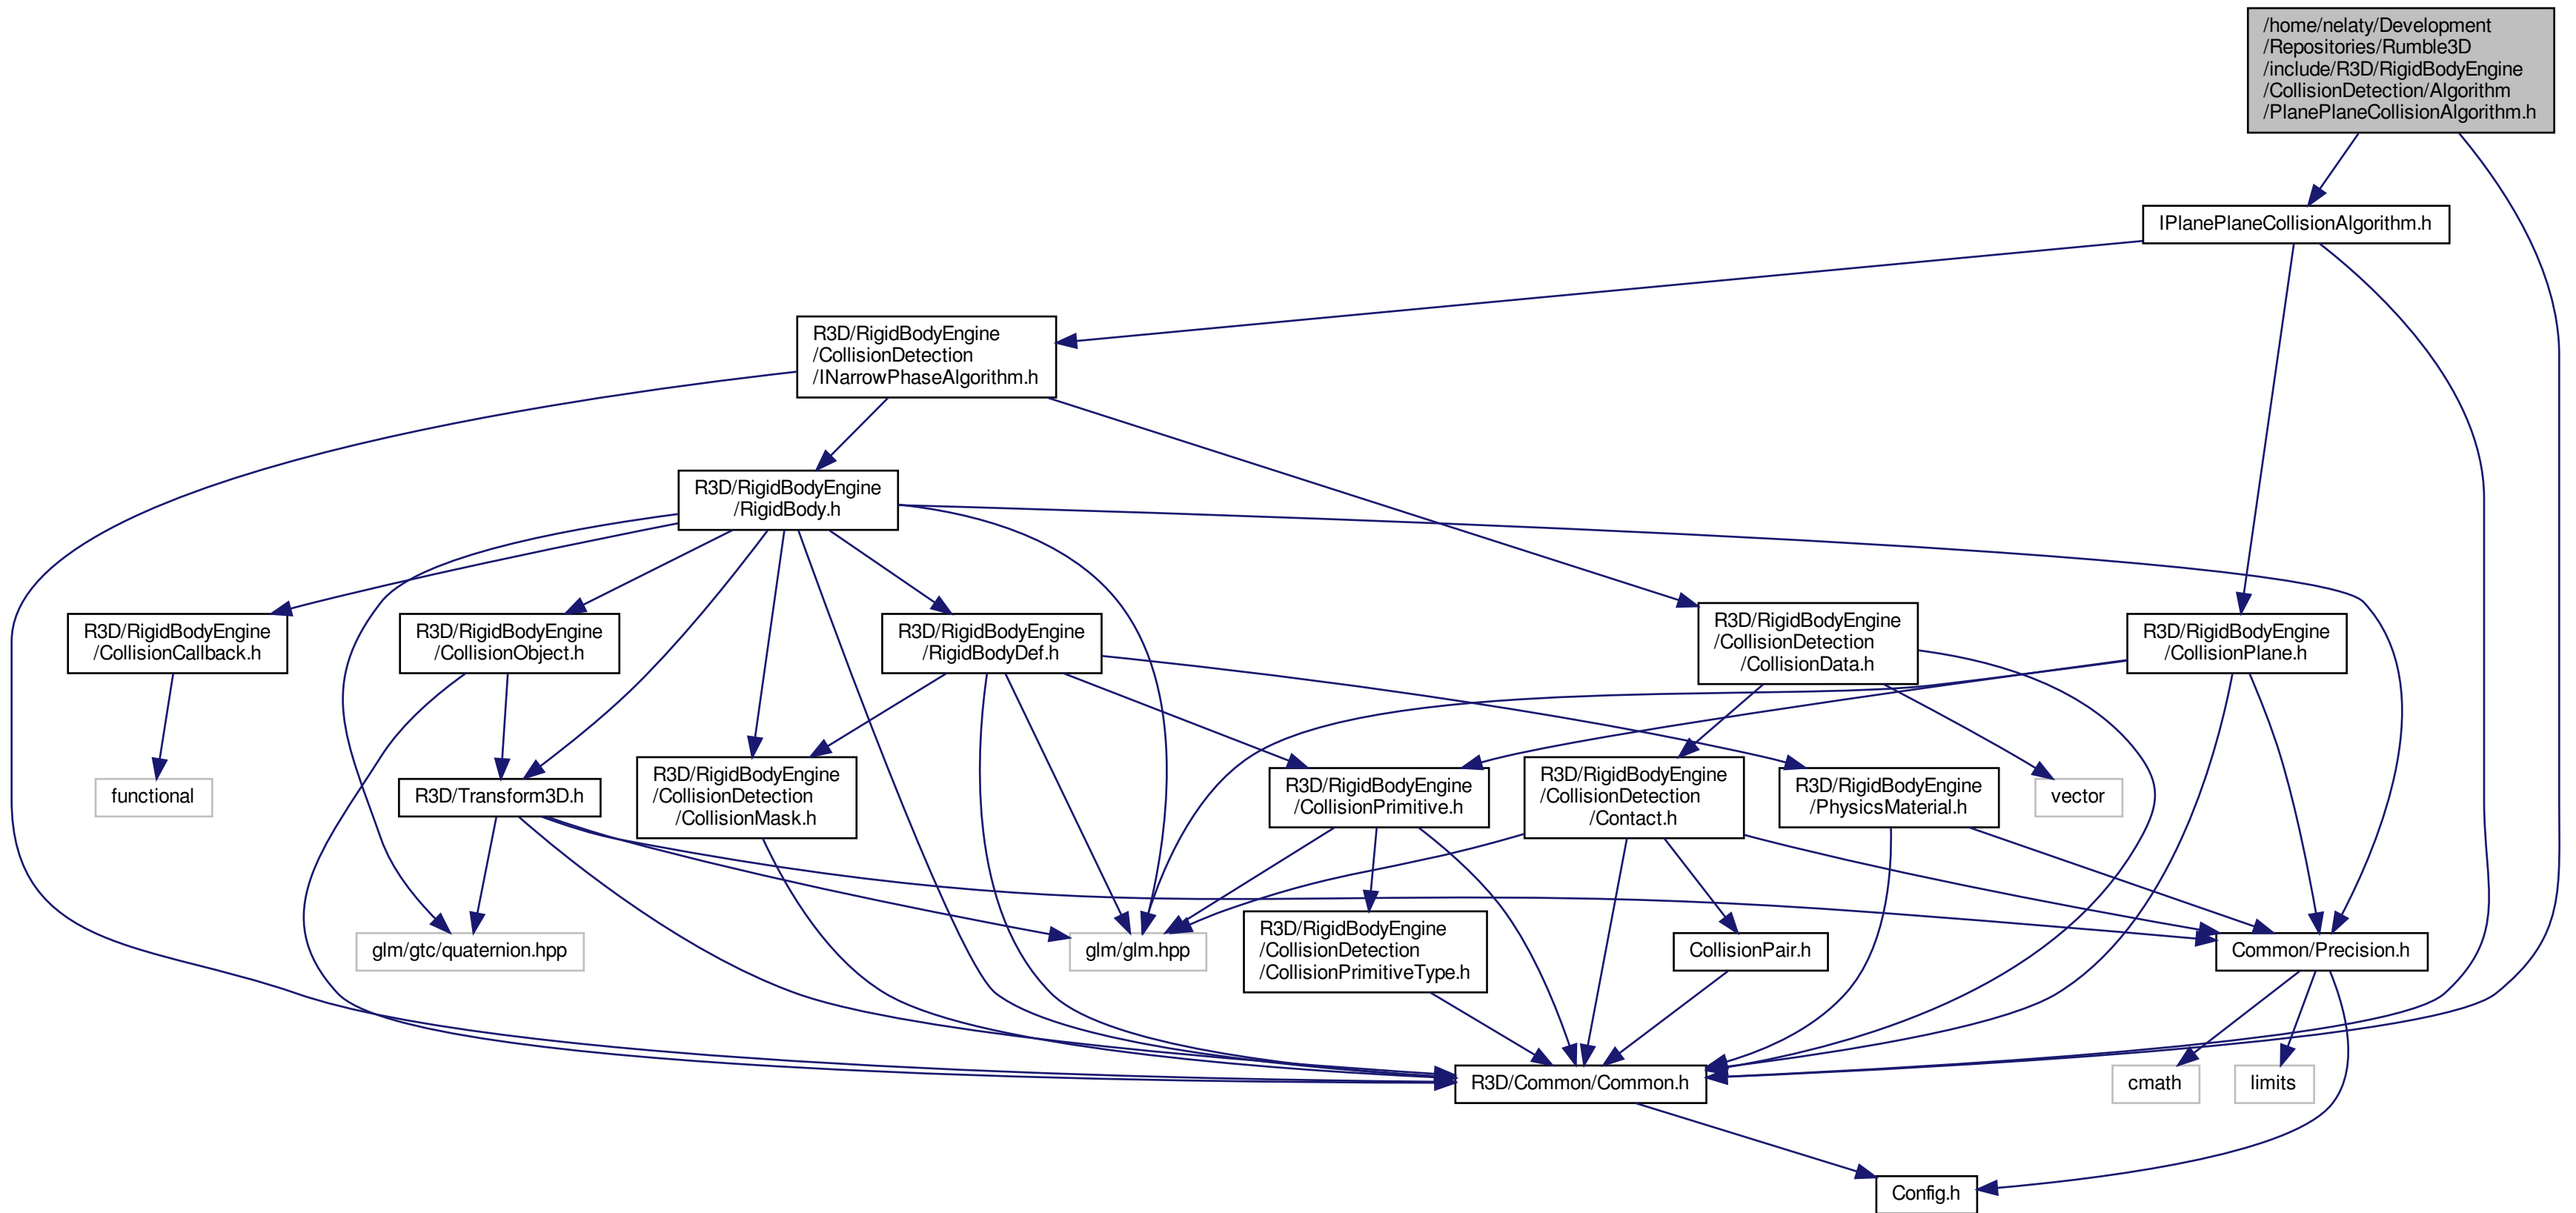 /home/nelaty/Development
/Repositories/Rumble3D
/include/R3D/RigidBodyEngine
/CollisionDetection/Algorithm
/PlanePlaneCollisionAlgorithm.h
IPlanePlaneCollisionAlgorithm.h
R3D/RigidBodyEngine
/CollisionDetection
/INarrowPhaseAlgorithm.h
R3D/RigidBodyEngine
/RigidBody.h
R3D/RigidBodyEngine
/CollisionCallback.h
R3D/RigidBodyEngine
/CollisionObject.h
R3D/RigidBodyEngine
/RigidBodyDef.h
R3D/RigidBodyEngine
/CollisionDetection
/CollisionData.h
R3D/RigidBodyEngine
/CollisionPlane.h
functional
R3D/Transform3D.h
R3D/RigidBodyEngine
/CollisionDetection
/CollisionMask.h
R3D/RigidBodyEngine
/CollisionPrimitive.h
R3D/RigidBodyEngine
/CollisionDetection
/Contact.h
R3D/RigidBodyEngine
/PhysicsMaterial.h
vector
glm/gtc/quaternion.hpp
glm/glm.hpp
R3D/RigidBodyEngine
/CollisionDetection
/CollisionPrimitiveType.h
CollisionPair.h
Common/Precision.h
R3D/Common/Common.h
cmath
limits
Config.h